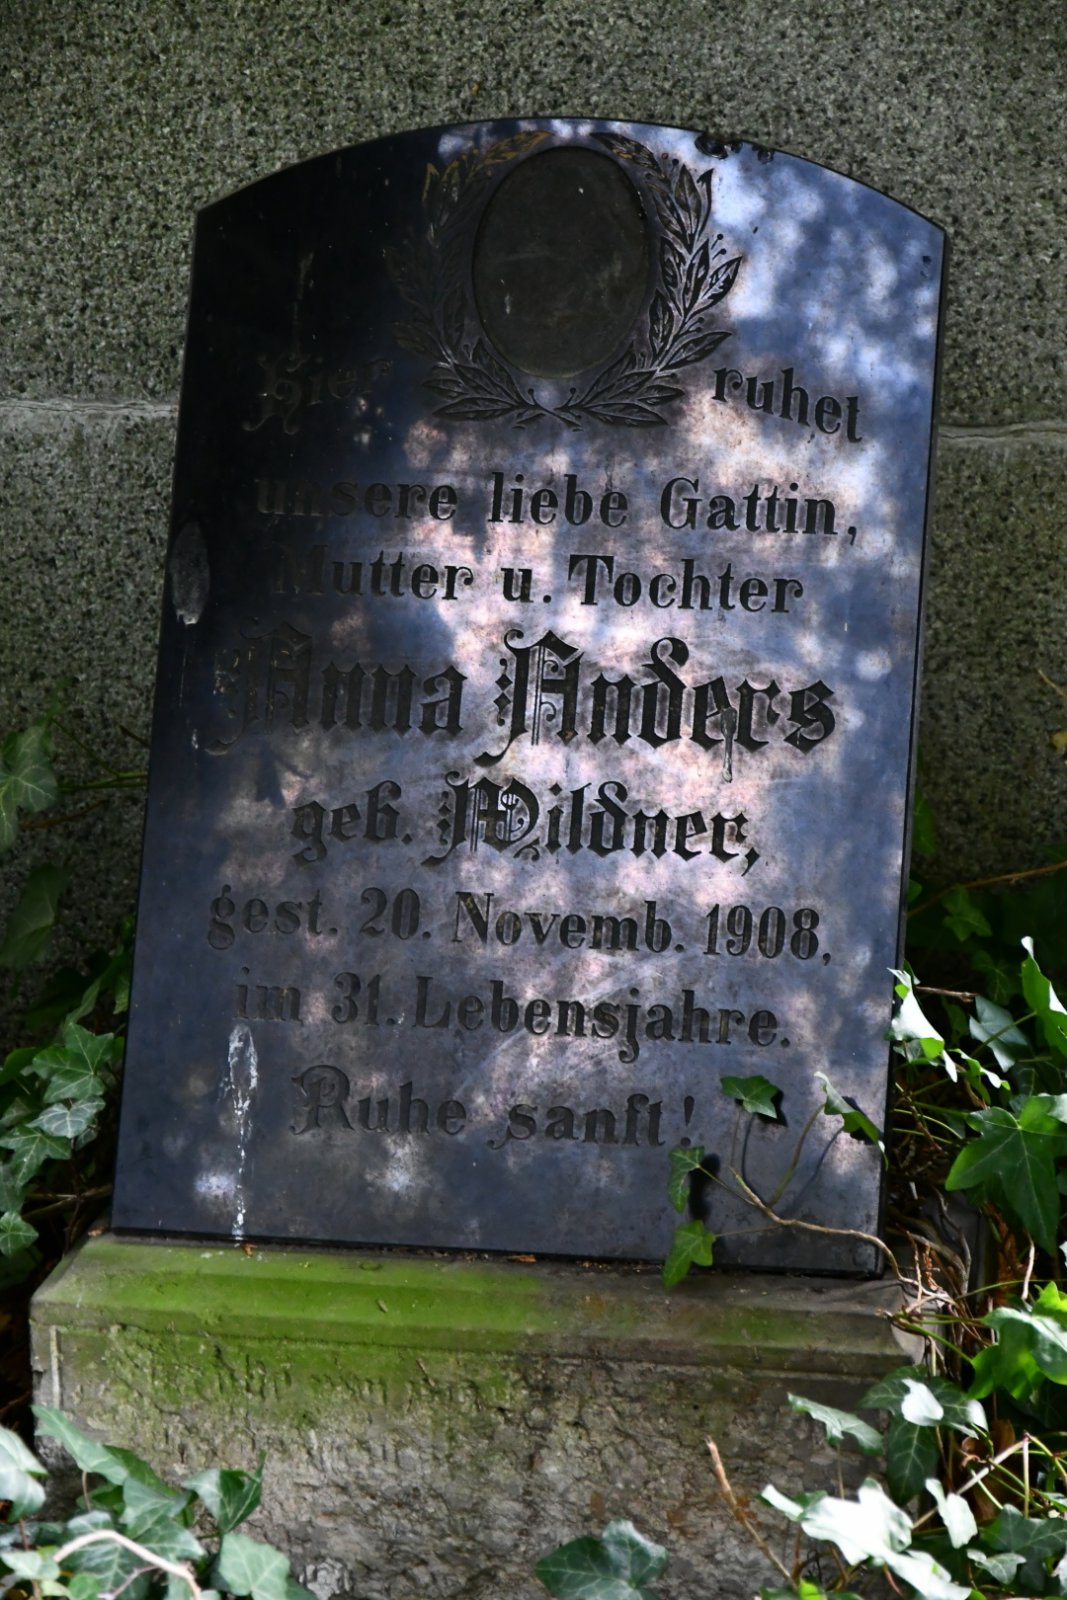 Hier ruhet
unsere liebe Gattin,
Mutter u. Tochter
Anna Anders
geb. Mildner,
gest. 20. Novemb. 1908,
im 31. Lebensjahre.
Ruhe sanft!